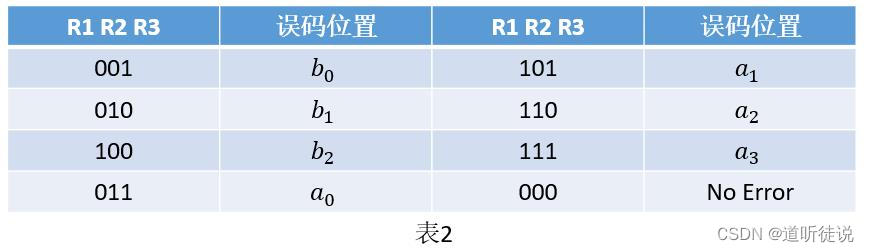 R1 R2 R3 误码位置 R1 R2 R3 误码位置
001 b₀ 101 a₁
010 b₁ 110 a₂
100 b₂ 111 a₃
011 a₀ 000 No Error
表2
CSDN @道听徒说